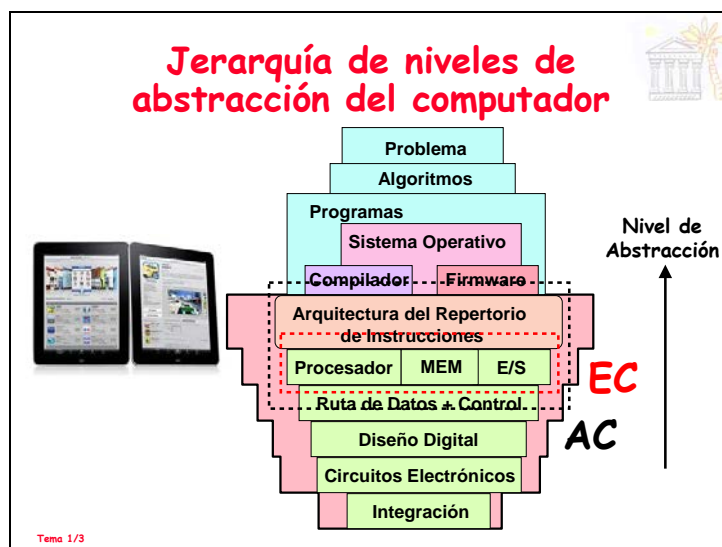 Jerarquía de niveles de
abstracción del computador
Problema
Algoritmos
Programas
Sistema Operativo
Compilador
Firmware
Arquitectura del Repertorio
de Instrucciones
Procesador
MEM
E/S
Ruta de Datos + Control
Diseño Digital
Circuitos Electrónicos
Integración
Nivel de
Abstracción
EC
AC
Tema 1/3